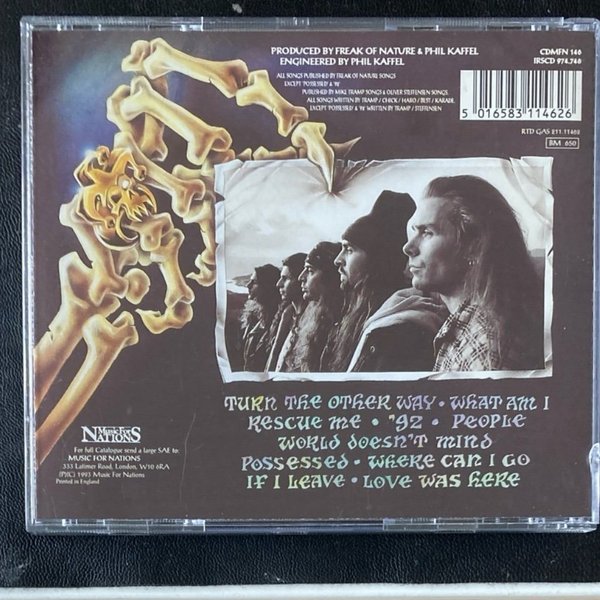 PRODUCED BY FREAK OF NATURE & PHIL KAFFEL
ENGINEERED BY PHIL KAFFEL
ALL SONGS PUBLISHED BY FREAK OF NATURE SONGS
EXCEPT 'POSSESSED' & '92
PUBLISHED BY MIKE TRAMP SONGS & OLIVER STEFFENSEN SONGS.
ALL SONGS WRITTEN BY TRAMP / CHICK / HARO / BEST / KARADE.
EXCEPT 'POSSESSED' & '92 WRITTEN BY TRAMP / STEFFENSEN
CDMFN 146
IRSCD 974.760
5 016583 114626
RTD GAS 211.11462
BM 650
TURN THE OTHER WAY • WHAT AM I
RESCUE ME • '92 • PEOPLE
WORLD DOESN'T MIND
POSSESSED • WHERE CAN I GO
IF I LEAVE • LOVE WAS HERE
Music For
NATIONS
For full Catalogue send a large SAE to:
MUSIC FOR NATIONS
333 Latimer Road, London, W10 6RA
(P)(C) 1993 Music For Nations
Printed in England